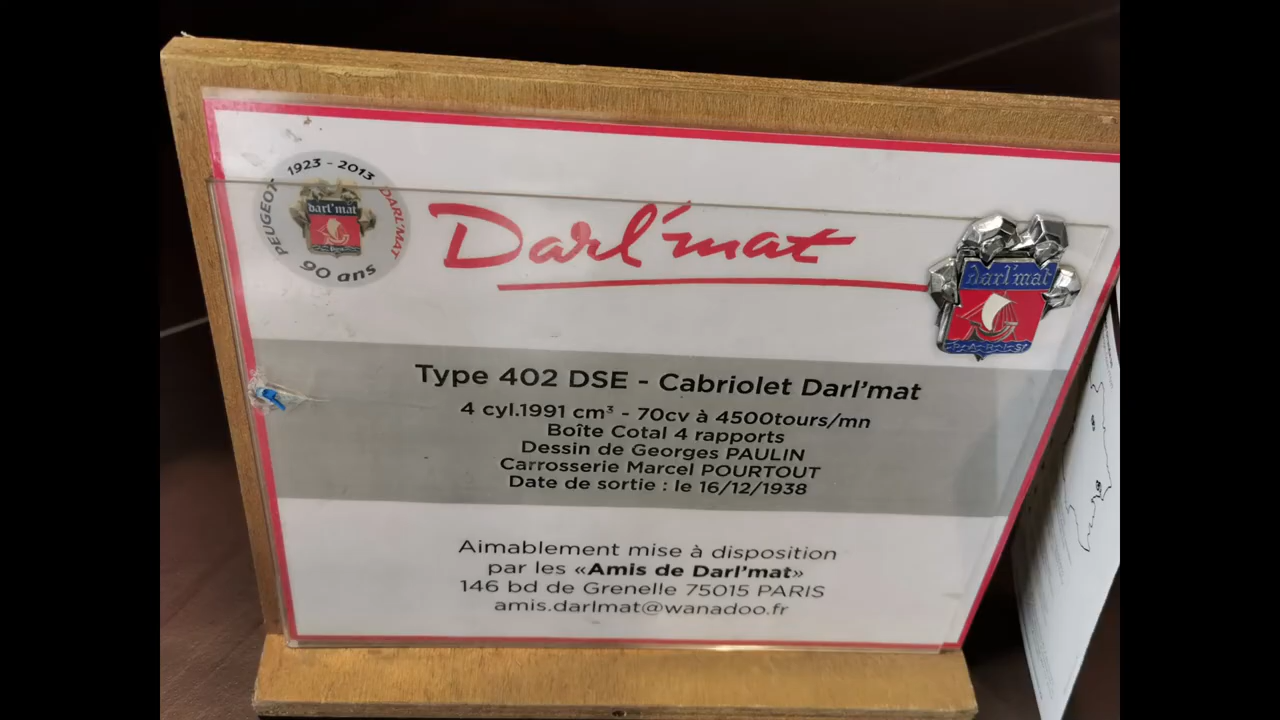 1923 - 2013
PEUGEOT
DARL'MAT
darl'mat
90 ans
Darl'mat
darl'mat
PARIS
Type 402 DSE - Cabriolet Darl'mat
4 cyl.1991 cm³ - 70cv à 4500tours/mn
Boîte Cotal 4 rapports
Dessin de Georges PAULIN
Carrosserie Marcel POURTOUT
Date de sortie : le 16/12/1938
Aimablement mise à disposition
par les «Amis de Darl'mat»
146 bd de Grenelle 75015 PARIS
amis.darlmat@wanadoo.fr